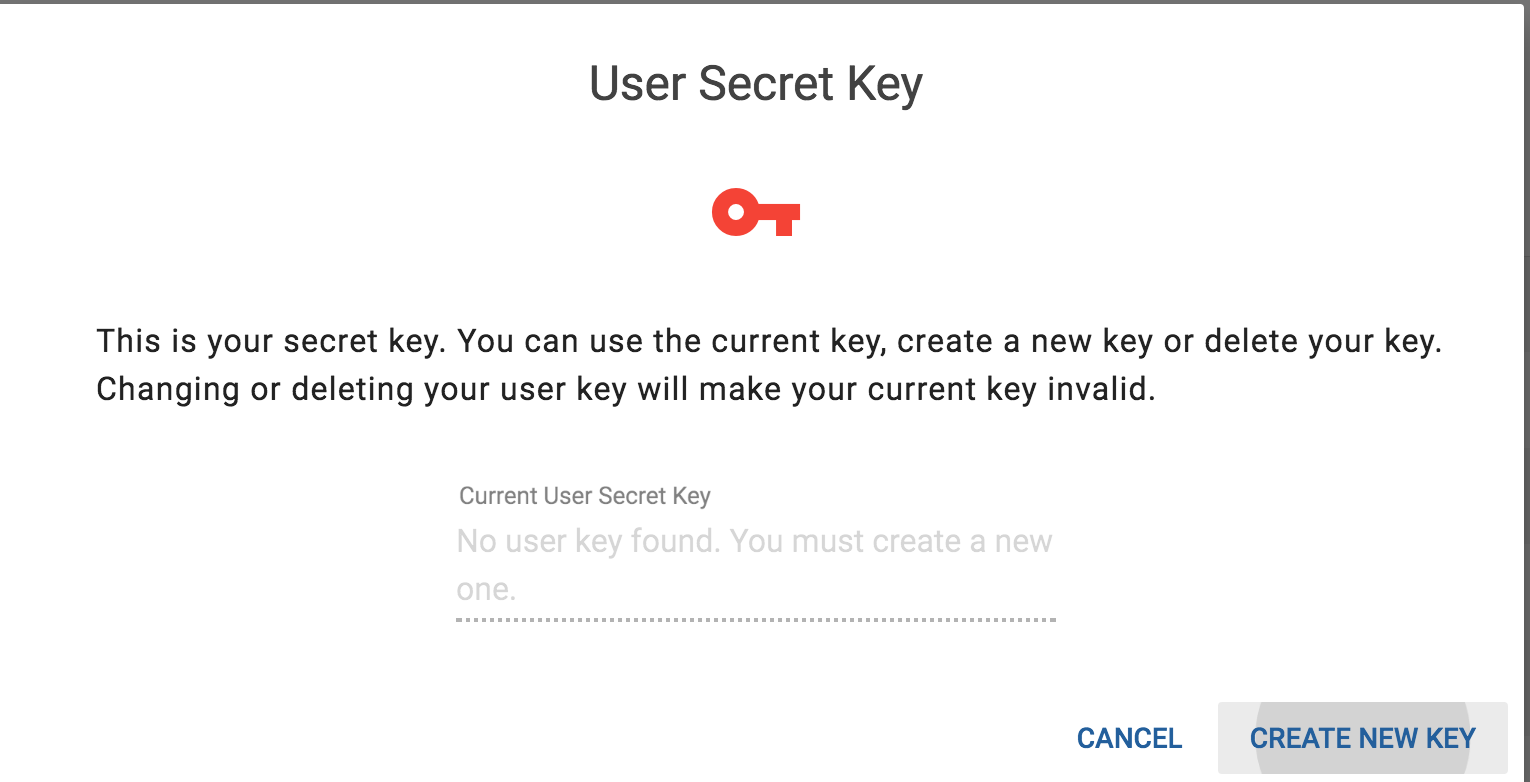 User Secret Key
This is your secret key. You can use the current key, create a new key or delete your key.
Changing or deleting your user key will make your current key invalid.
Current User Secret Key
No user key found. You must create a new
one.
CANCEL CREATE NEW KEY